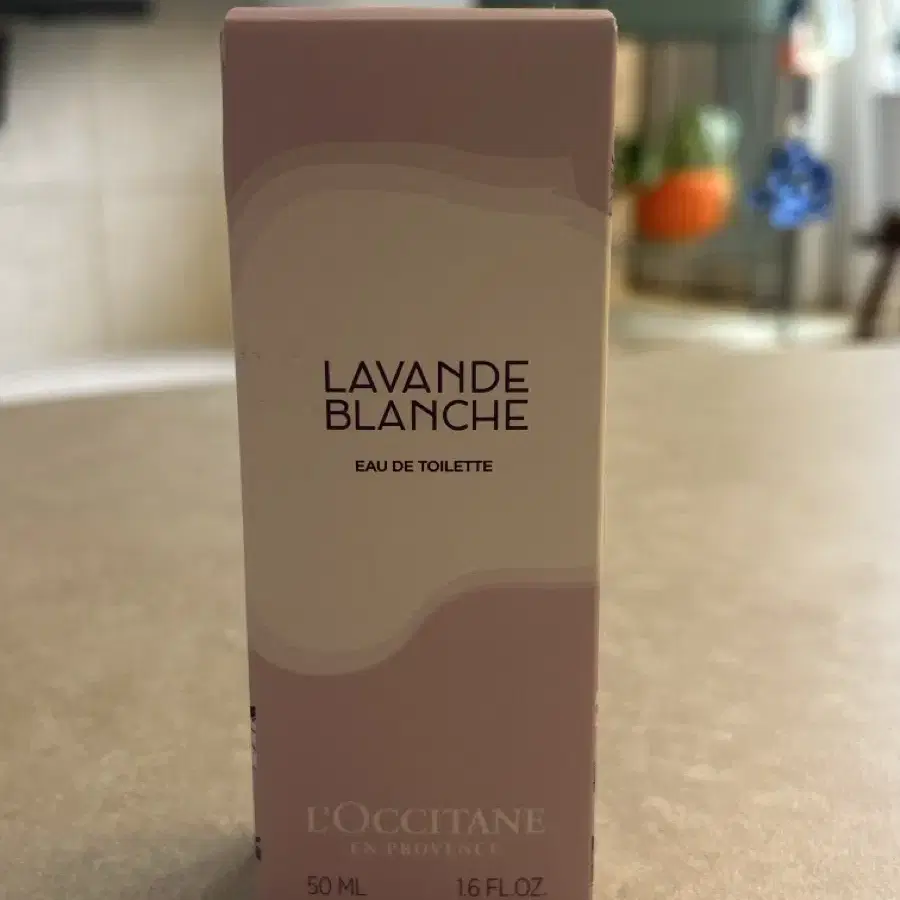 LAVANDE
BLANCHE
EAU DE TOILETTE
L'OCCITANE
EN PROVENCE
50 ML 1.6 FL.OZ.